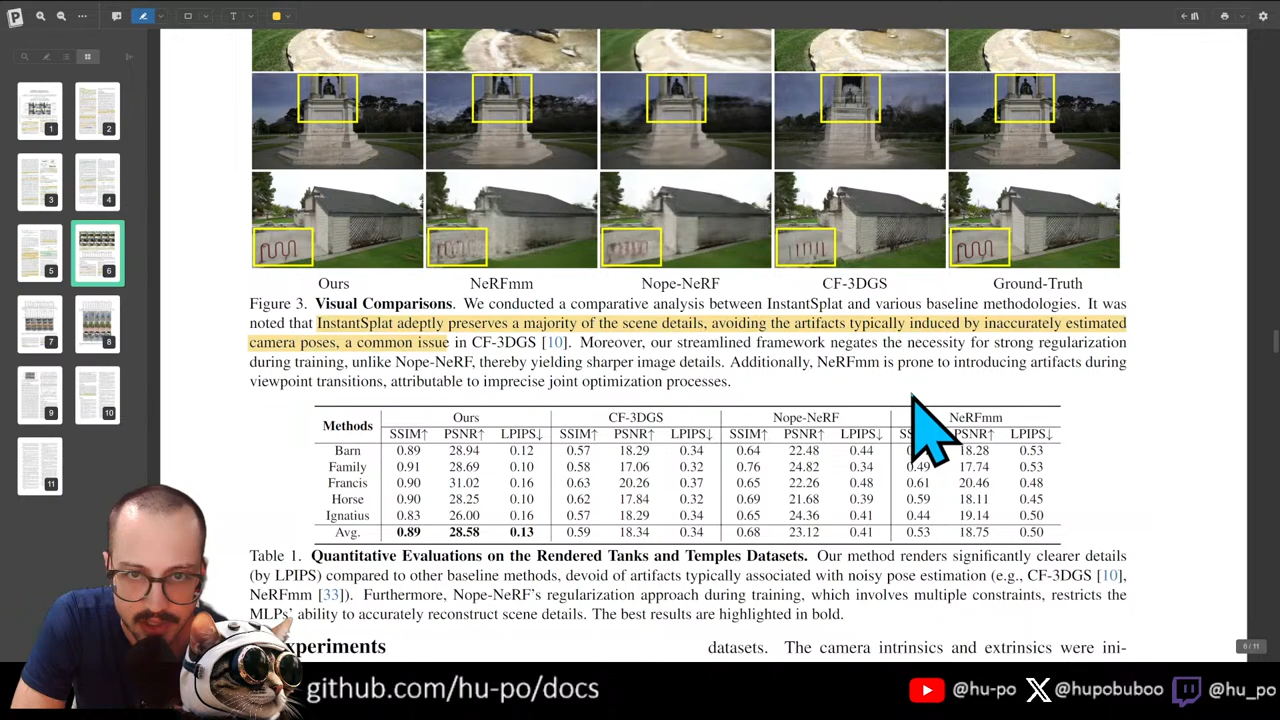 Ours NeRFmm Nope-NeRF CF-3DGS Ground-Truth
Figure 3. Visual Comparisons. We conducted a comparative analysis between InstantSplat and various baseline methodologies. It was
noted that InstantSplat adeptly preserves a majority of the scene details, avoiding the artifacts typically induced by inaccurately estimated
camera poses, a common issue in CF-3DGS [10]. Moreover, our streamlined framework negates the necessity for strong regularization
during training, unlike Nope-NeRF, thereby yielding sharper image details. Additionally, NeRFmm is prone to introducing artifacts during
viewpoint transitions, attributable to imprecise joint optimization processes.
Methods Ours CF-3DGS Nope-NeRF NeRFmm
SSIM↑ PSNR↑ LPIPS↓ SSIM↑ PSNR↑ LPIPS↓ SSIM↑ PSNR↑ LPIPS↓ PSNR↑ LPIPS↓
Barn 0.89 28.94 0.12 0.57 18.29 0.34 0.64 22.48 0.44 18.28 0.53
Family 0.91 28.69 0.10 0.58 17.06 0.32 0.76 24.82 0.34 0.49 17.74 0.53
Francis 0.90 31.02 0.16 0.63 20.26 0.37 0.65 22.26 0.48 0.61 20.46 0.48
Horse 0.90 28.25 0.10 0.62 17.84 0.32 0.69 21.68 0.39 0.59 18.11 0.45
Ignatius 0.83 26.00 0.16 0.57 18.29 0.34 0.65 24.36 0.41 0.44 19.14 0.50
Avg. 0.89 28.58 0.13 0.59 18.34 0.34 0.68 23.12 0.41 0.53 18.75 0.50
Table 1. Quantitative Evaluations on the Rendered Tanks and Temples Datasets. Our method renders significantly clearer details
(by LPIPS) compared to other baseline methods, devoid of artifacts typically associated with noisy pose estimation (e.g., CF-3DGS [10],
NeRFmm [33]). Furthermore, Nope-NeRF's regularization approach during training, which involves multiple constraints, restricts the
MLPs' ability to accurately reconstruct scene details. The best results are highlighted in bold.
datasets. The camera intrinsics and extrinsics were ini-
1
2
3
4
5
6
7
8
9
10
11
6/11
github.com/hu-po/docs
@hu-po @hupobuboo @hu_po